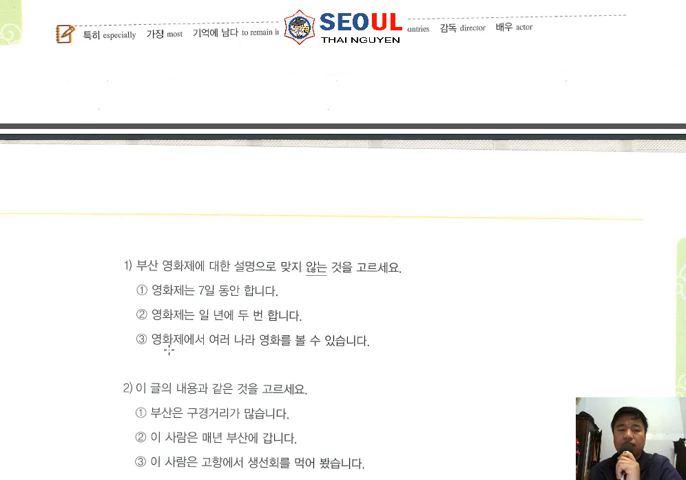 특히 especially 가장 most 기억에 남다 to remain i
SEOUL
THAI NGUYEN
untries 감독 director 배우 actor
1) 부산 영화제에 대한 설명으로 맞지 않는 것을 고르세요.
① 영화제는 7일 동안 합니다.
② 영화제는 일 년에 두 번 합니다.
③ 영화제에서 여러 나라 영화를 볼 수 있습니다.
2) 이 글의 내용과 같은 것을 고르세요.
① 부산은 구경거리가 많습니다.
② 이 사람은 매년 부산에 갑니다.
③ 이 사람은 고향에서 생선회를 먹어 봤습니다.